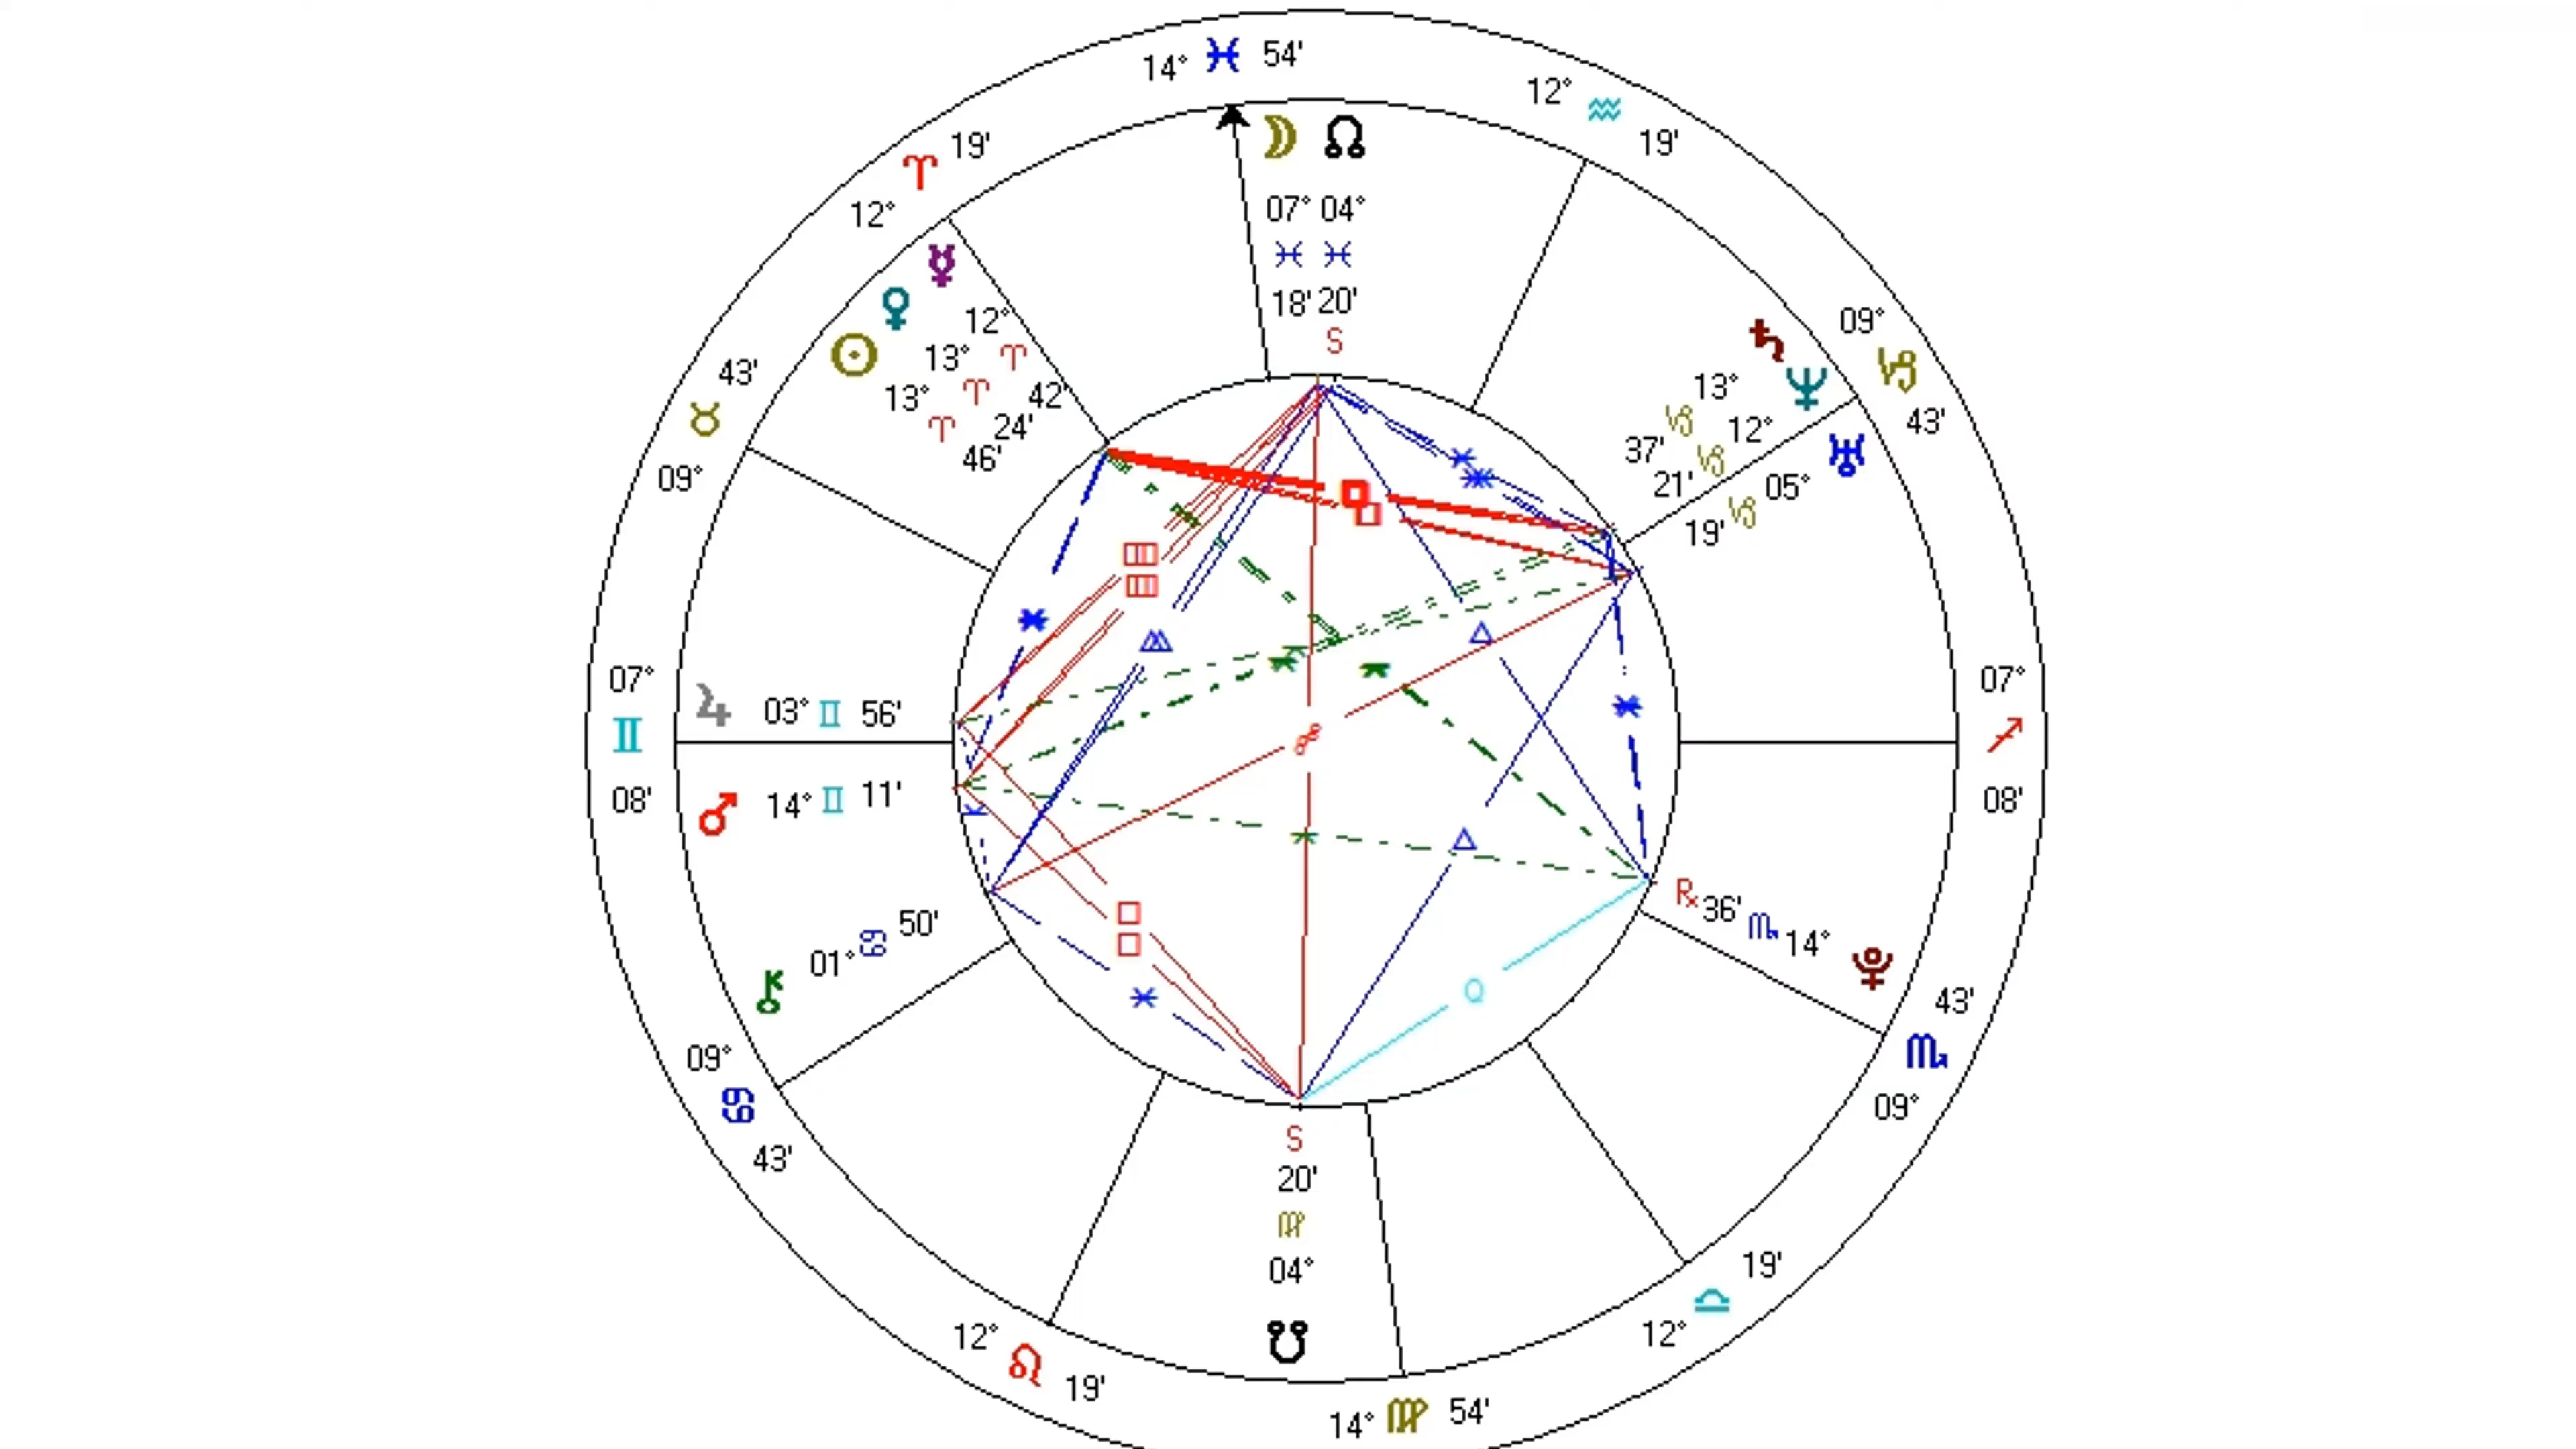 14° ♓ 54'
12° ♒ 19'
19' ♈ 12°
☽ ☊
07° 04°
♓ ♓
18' 20'
S
☿ 12° ♈ 42'
♀ 13° ♈ 24'
☉ 13° ♈ 46'
43' ♉ 09°
♄ 13° ♑ 37'
♆ 12° ♑ 21'
09° ♑ 43'
♅ 05° ♑ 19'
07° ♊ 08'
♃ 03° ♊ 56'
♂ 14° ♊ 11'
07° ♐ 08'
⚷ 01° ♋ 50'
℞ 36' ♏ 14° ♇
43' ♏ 09°
09° ♋ 43'
Q
S
20'
♍
04°
☋
12° ♌ 19'
19' ♎ 12°
14° ♍ 54'